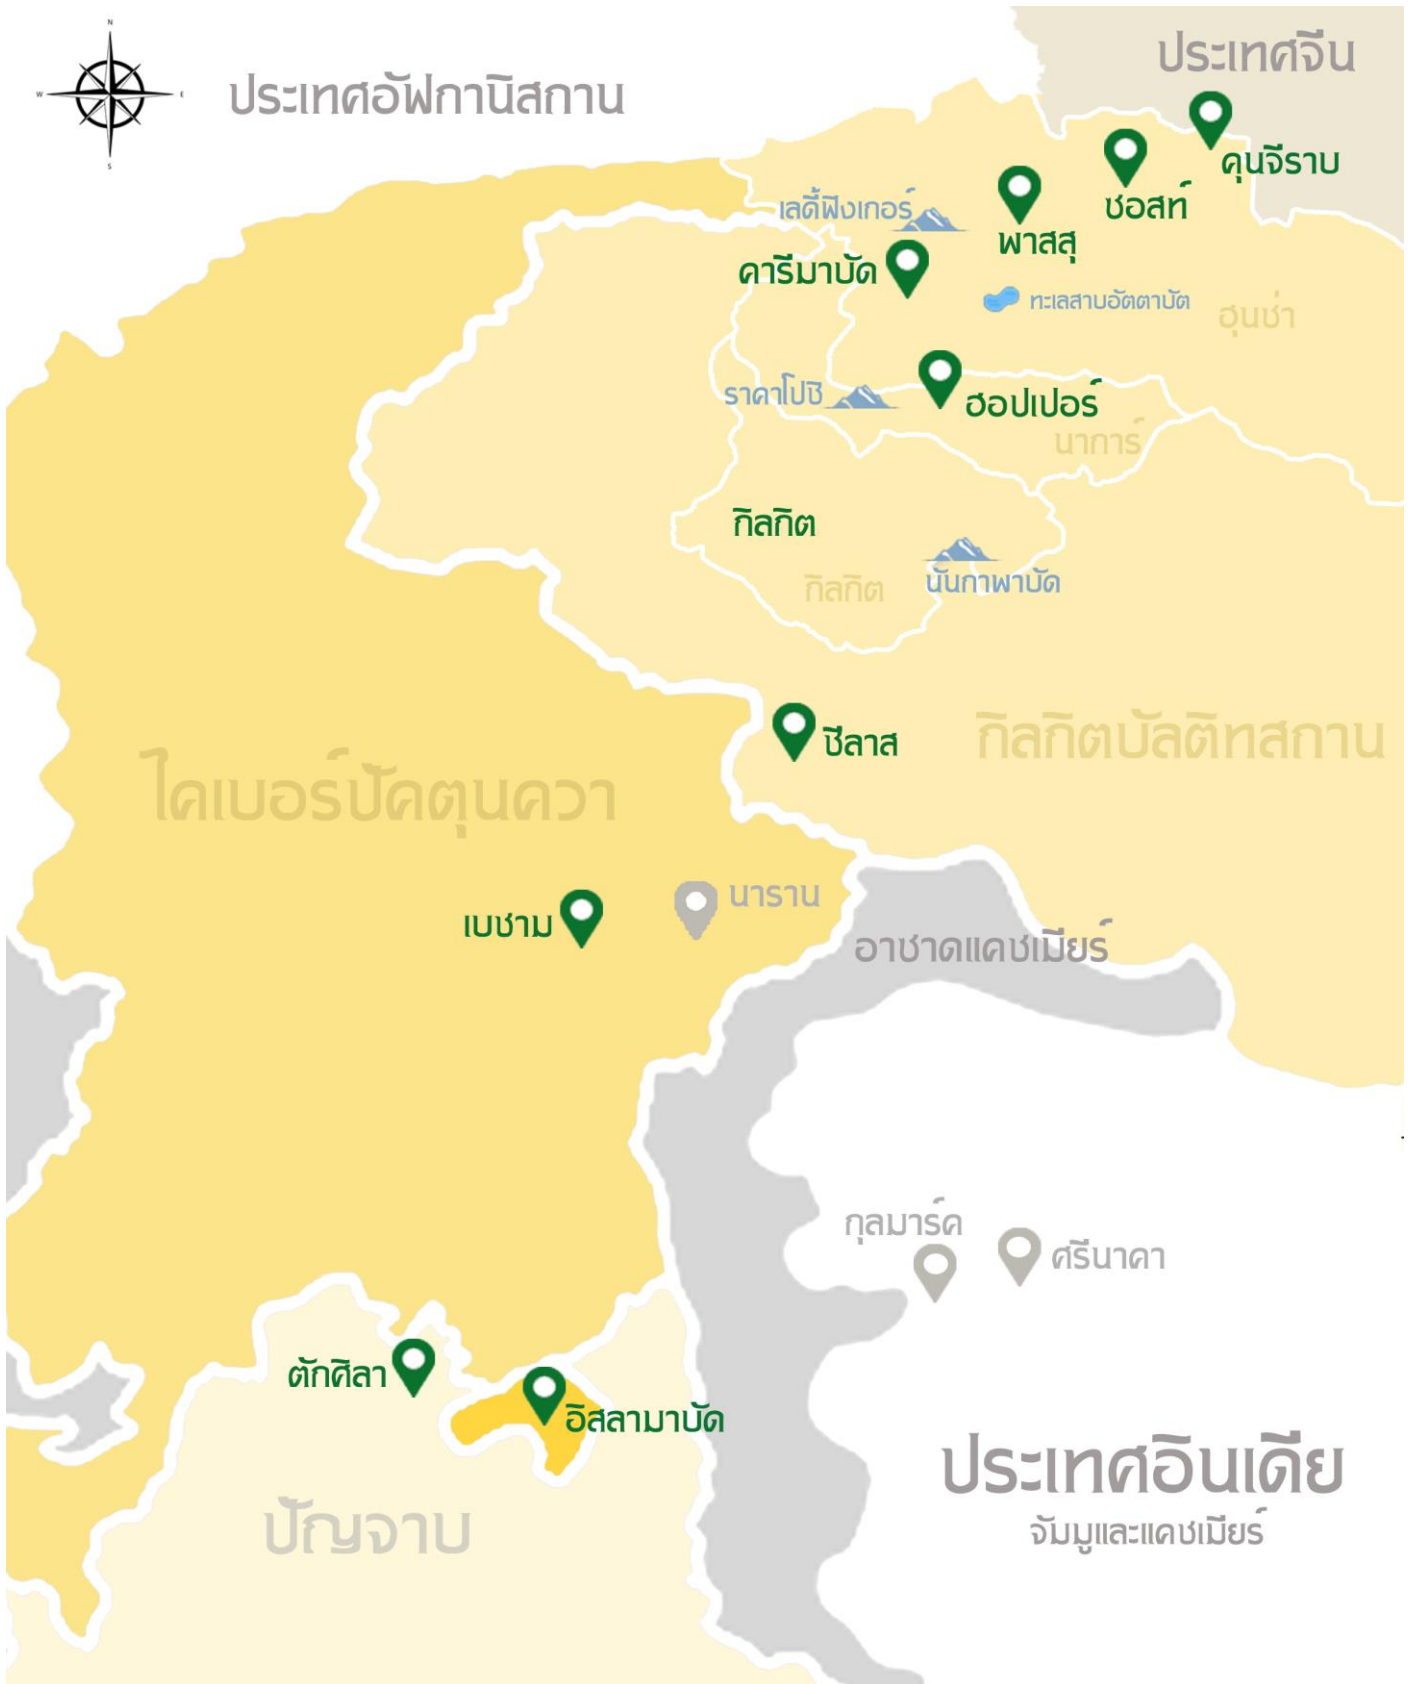 N
W
E
S
ประเทศอัฟกานิสถาน
ประเทศจีน
คุนจีราบ
ซอสท์
พาสสุ
เลดี้ฟิงเกอร์
คารีมาบัด
ทะเลสาบอัตตาบัต
ฮุนซ่า
ราคาโปชิ
ฮอปเปอร์
นาการ์
กิลกิต
นันกาพาบัด
กิลกิต
ชีลาส
กิลกิตบัลติทสถาน
ไคเบอร์ปัคตุนควา
นาราน
เบชาม
อาซาดแคชเมียร์
กุลมาร์ค
ศรีนาคา
ตักศิลา
อิสลามาบัด
ประเทศอินเดีย
จัมมูและแคชเมียร์
ปัญจาบ